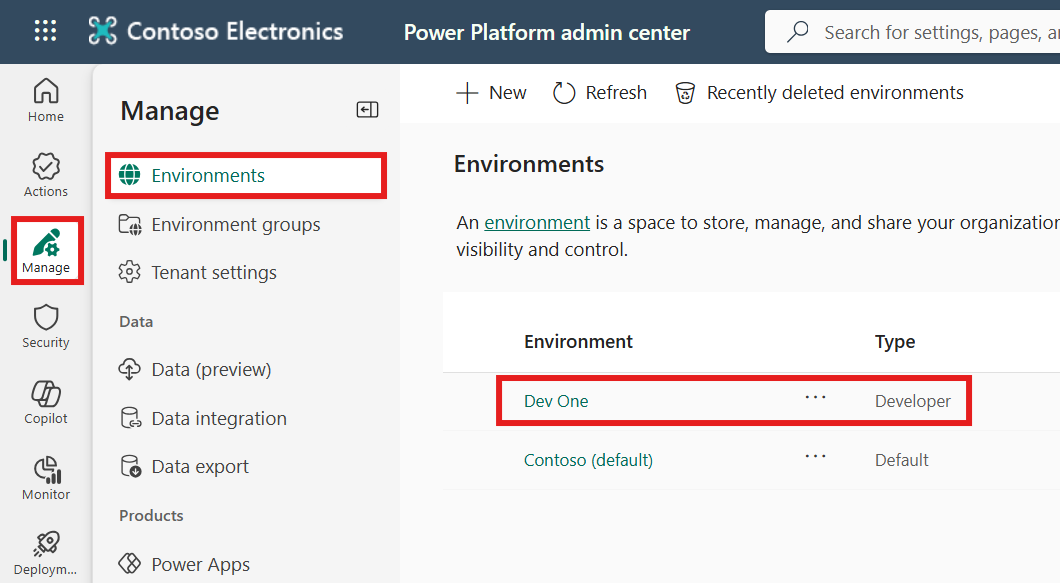 Contoso Electronics
Power Platform admin center
Search for settings, pages, a
Home
Actions
Manage
Security
Copilot
Monitor
Deploym...
Manage
Environments
Environment groups
Tenant settings
Data
Data (preview)
Data integration
Data export
Products
Power Apps
New
Refresh
Recently deleted environments
Environments
An environment is a space to store, manage, and share your organization
visibility and control.
Environment Type
Dev One ... Developer
Contoso (default) ... Default